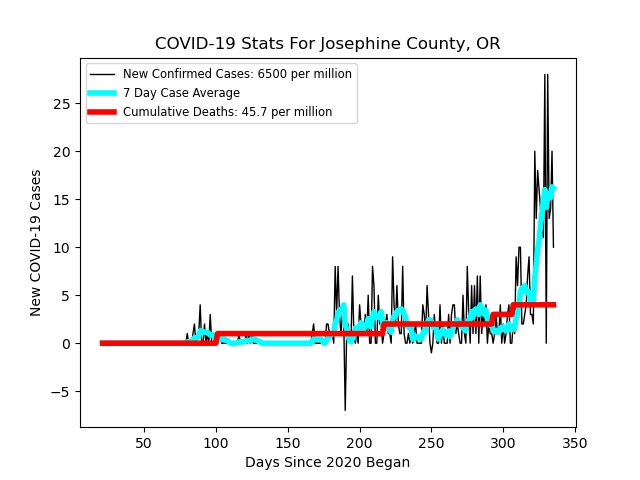 COVID-19 Stats For Josephine County, OR
New Confirmed Cases: 6500 per million
7 Day Case Average
Cumulative Deaths: 45.7 per million
New COVID-19 Cases
25
20
15
10
5
0
−5
50 100 150 200 250 300 350
Days Since 2020 Began